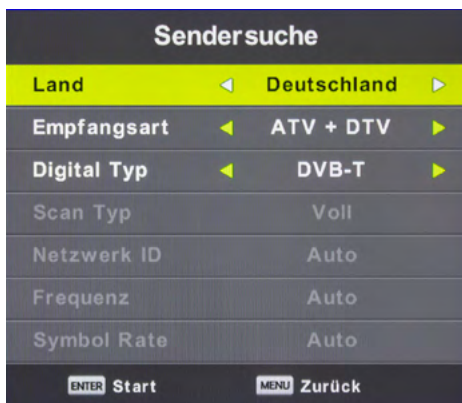 Sendersuche
Land Deutschland
Empfangsart ATV + DTV
Digital Typ DVB-T
Scan Typ Voll
Netzwerk ID Auto
Frequenz Auto
Symbol Rate Auto
ENTER Start MENU Zurück